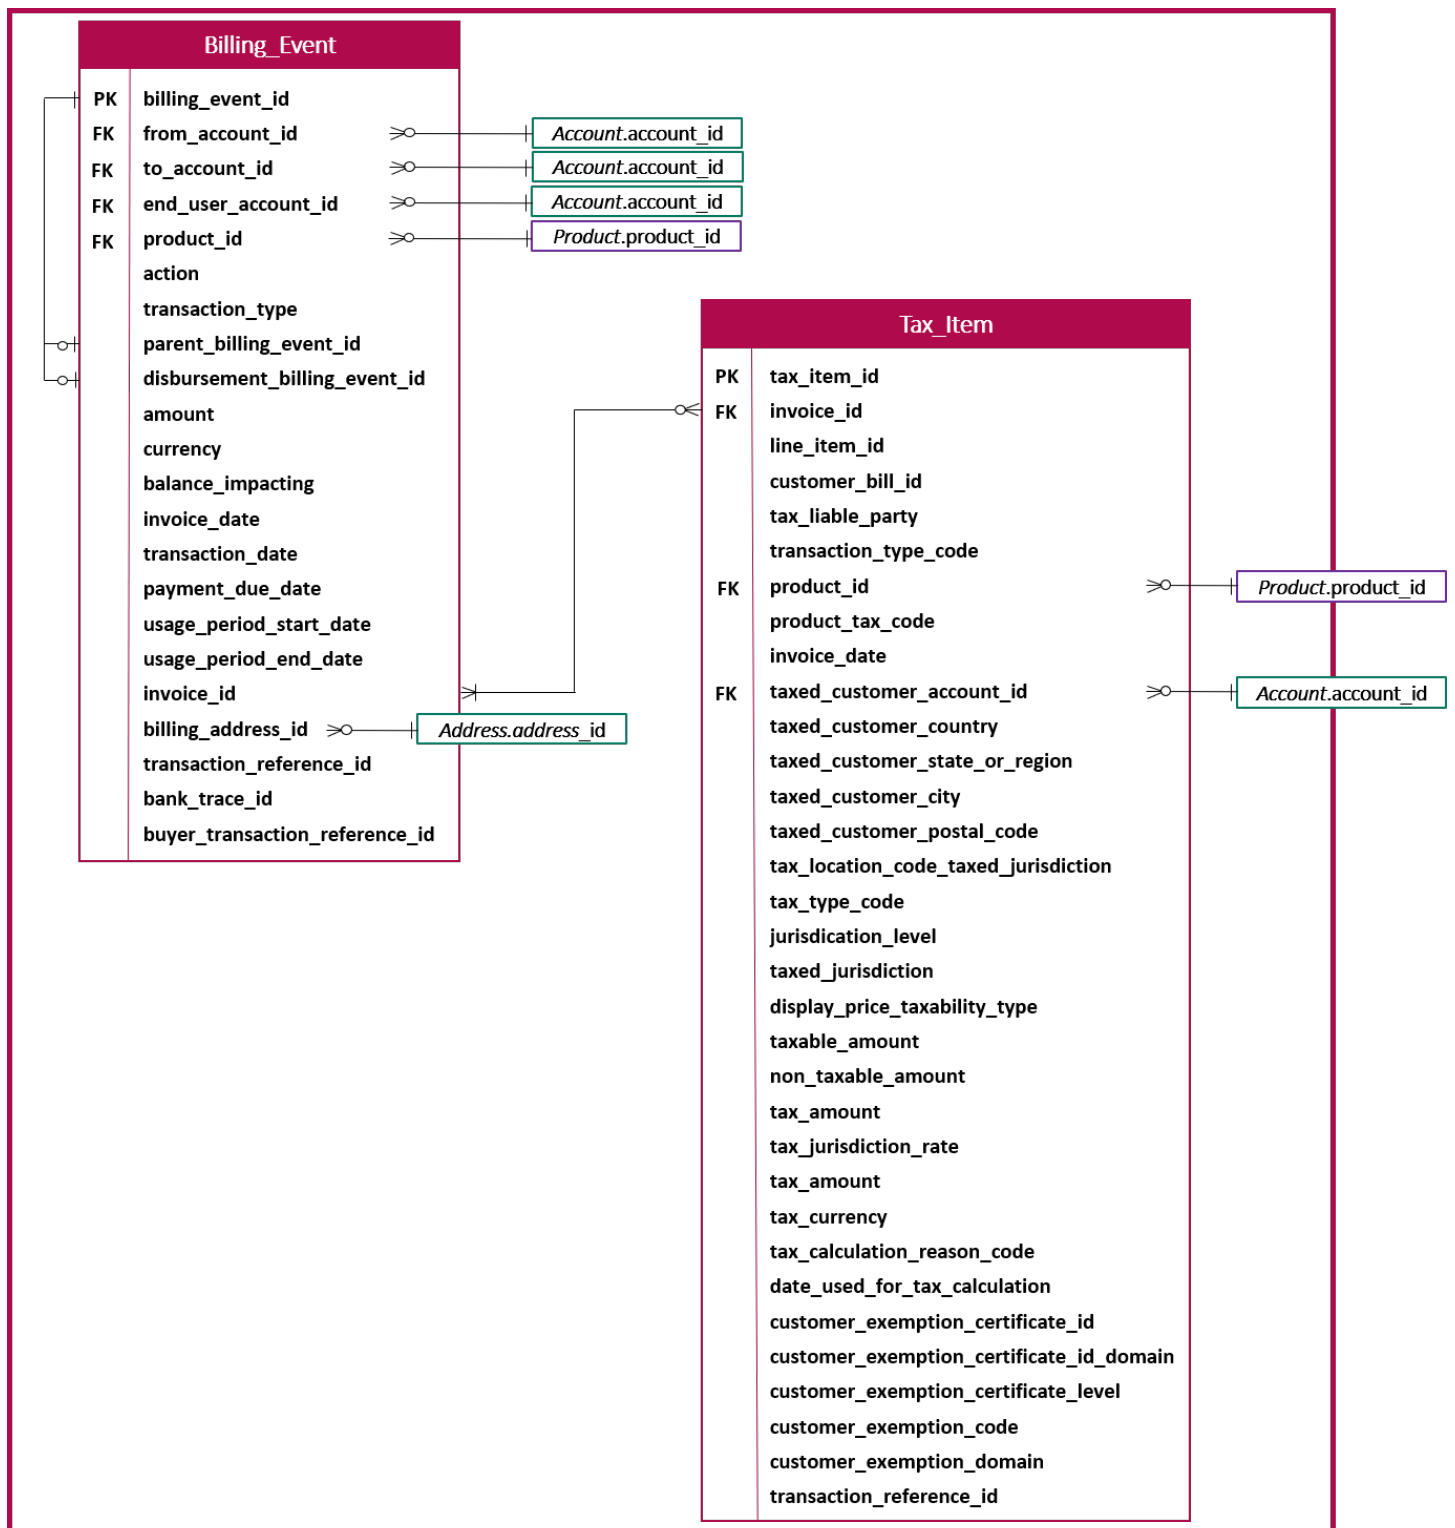 Billing_Event
PK billing_event_id
FK from_account_id Account.account_id
FK to_account_id Account.account_id
FK end_user_account_id Account.account_id
FK product_id Product.product_id
action
transaction_type
parent_billing_event_id
disbursement_billing_event_id
amount
currency
balance_impacting
invoice_date
transaction_date
payment_due_date
usage_period_start_date
usage_period_end_date
invoice_id
billing_address_id Address.address_id
transaction_reference_id
bank_trace_id
buyer_transaction_reference_id
Tax_Item
PK tax_item_id
FK invoice_id
line_item_id
customer_bill_id
tax_liable_party
transaction_type_code
FK product_id Product.product_id
product_tax_code
invoice_date
FK taxed_customer_account_id Account.account_id
taxed_customer_country
taxed_customer_state_or_region
taxed_customer_city
taxed_customer_postal_code
tax_location_code_taxed_jurisdiction
tax_type_code
jurisdication_level
taxed_jurisdiction
display_price_taxability_type
taxable_amount
non_taxable_amount
tax_amount
tax_jurisdiction_rate
tax_amount
tax_currency
tax_calculation_reason_code
date_used_for_tax_calculation
customer_exemption_certificate_id
customer_exemption_certificate_id_domain
customer_exemption_certificate_level
customer_exemption_code
customer_exemption_domain
transaction_reference_id